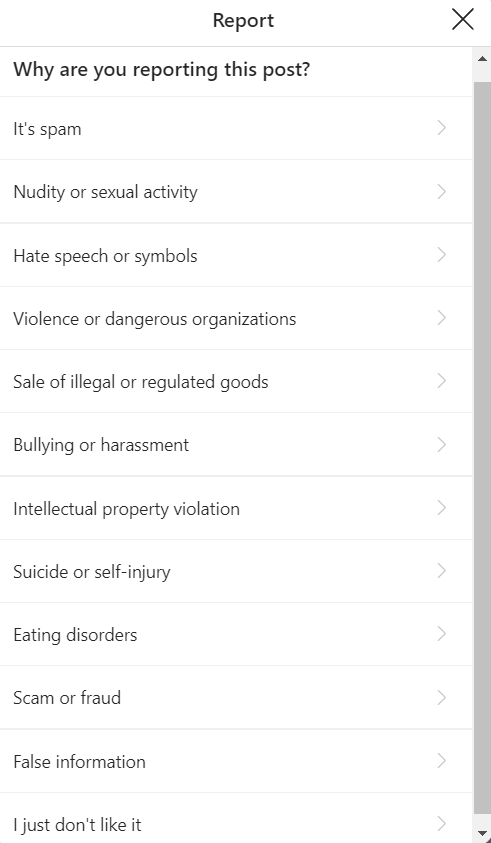 Report
Why are you reporting this post?
It's spam
Nudity or sexual activity
Hate speech or symbols
Violence or dangerous organizations
Sale of illegal or regulated goods
Bullying or harassment
Intellectual property violation
Suicide or self-injury
Eating disorders
Scam or fraud
False information
I just don't like it